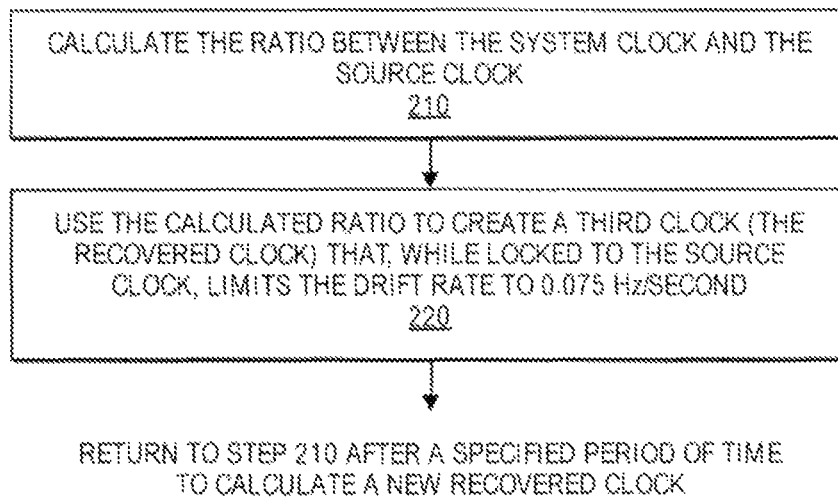 CALCULATE THE RATIO BETWEEN THE SYSTEM CLOCK AND THE
SOURCE CLOCK
210
USE THE CALCULATED RATIO TO CREATE A THIRD CLOCK (THE
RECOVERED CLOCK) THAT, WHILE LOCKED TO THE SOURCE
CLOCK, LIMITS THE DRIFT RATE TO 0.075 Hz/SECOND
220
RETURN TO STEP 210 AFTER A SPECIFIED PERIOD OF TIME
TO CALCULATE A NEW RECOVERED CLOCK